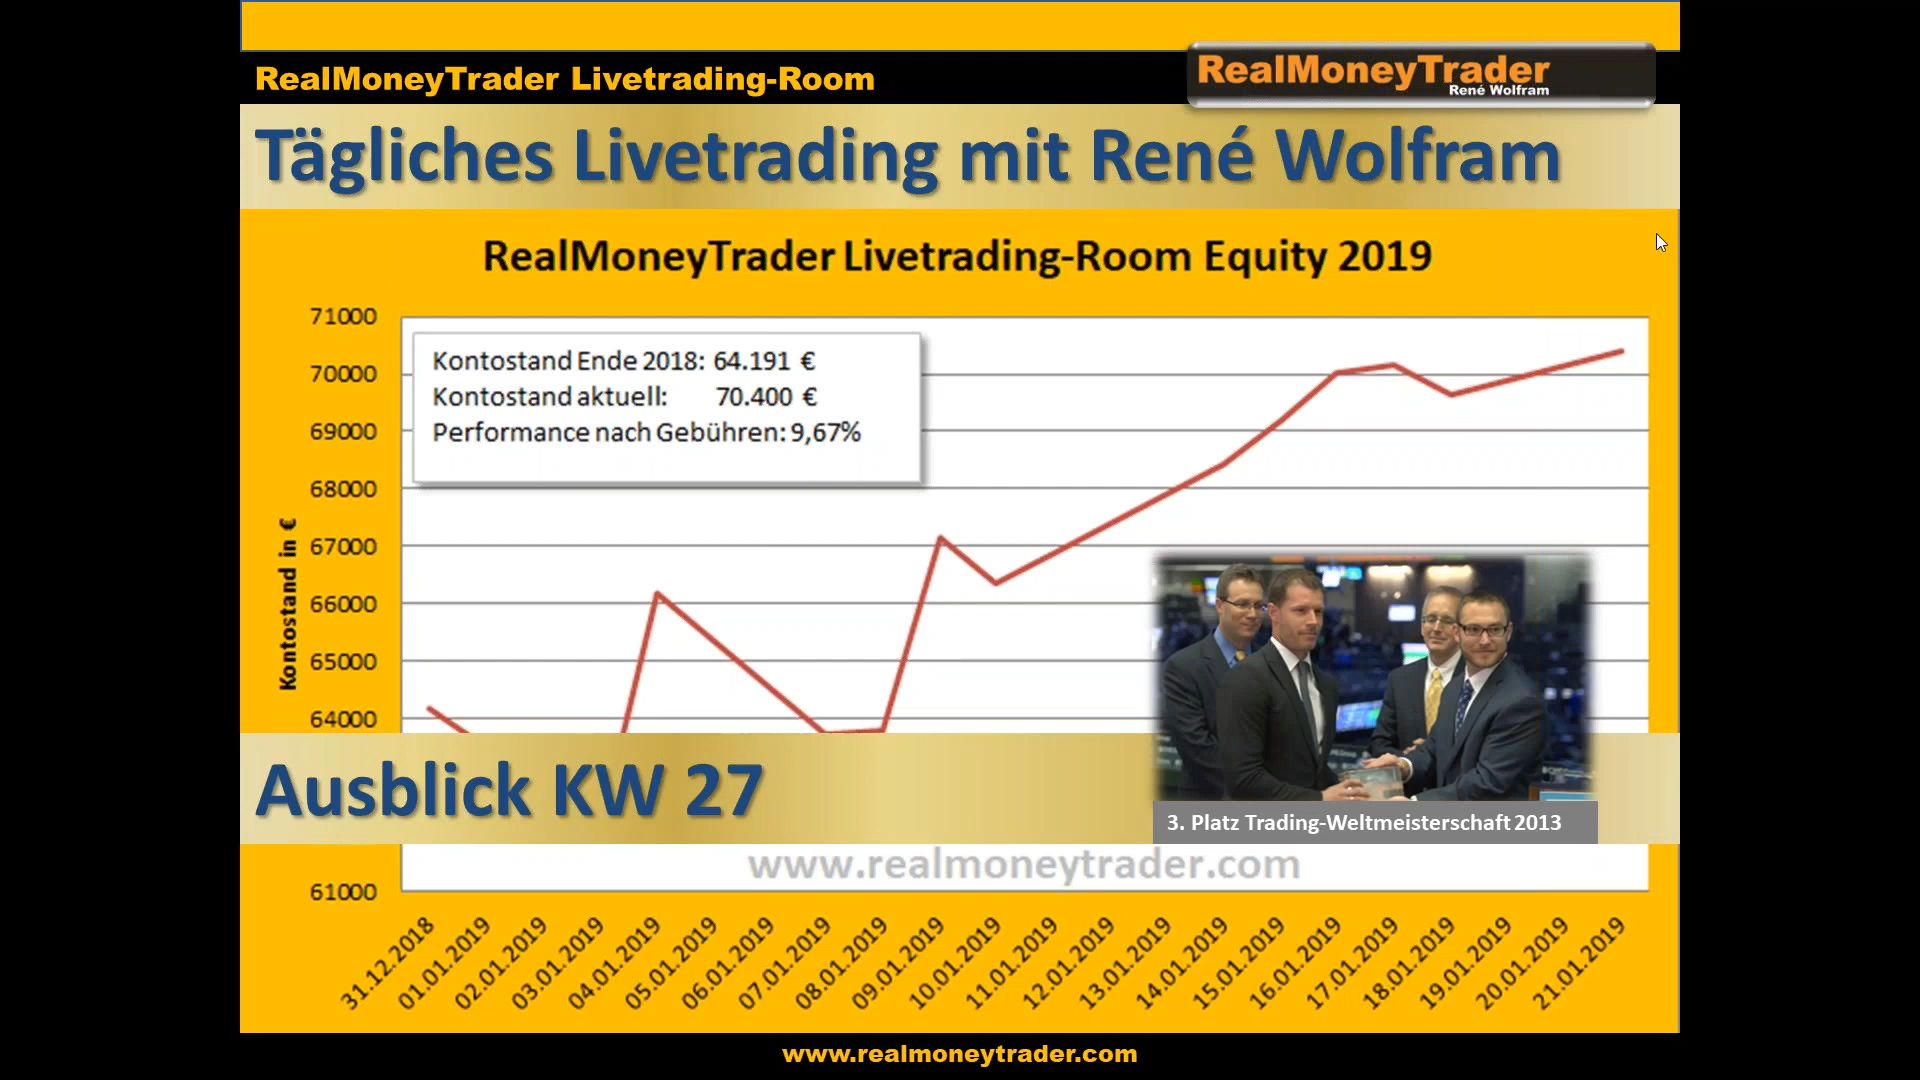 RealMoneyTrader Livetrading-Room
RealMoneyTrader
René Wolfram
Tägliches Livetrading mit René Wolfram
RealMoneyTrader Livetrading-Room Equity 2019
71000
70000
69000
68000
67000
66000
65000
64000
61000
Kontostand in €
Kontostand Ende 2018: 64.191 €
Kontostand aktuell: 70.400 €
Performance nach Gebühren: 9,67%
Ausblick KW 27
3. Platz Trading-Weltmeisterschaft 2013
www.realmoneytrader.com
31.12.2018
01.01.2019
02.01.2019
03.01.2019
04.01.2019
05.01.2019
06.01.2019
07.01.2019
08.01.2019
09.01.2019
10.01.2019
11.01.2019
12.01.2019
13.01.2019
14.01.2019
15.01.2019
16.01.2019
17.01.2019
18.01.2019
19.01.2019
20.01.2019
21.01.2019
www.realmoneytrader.com